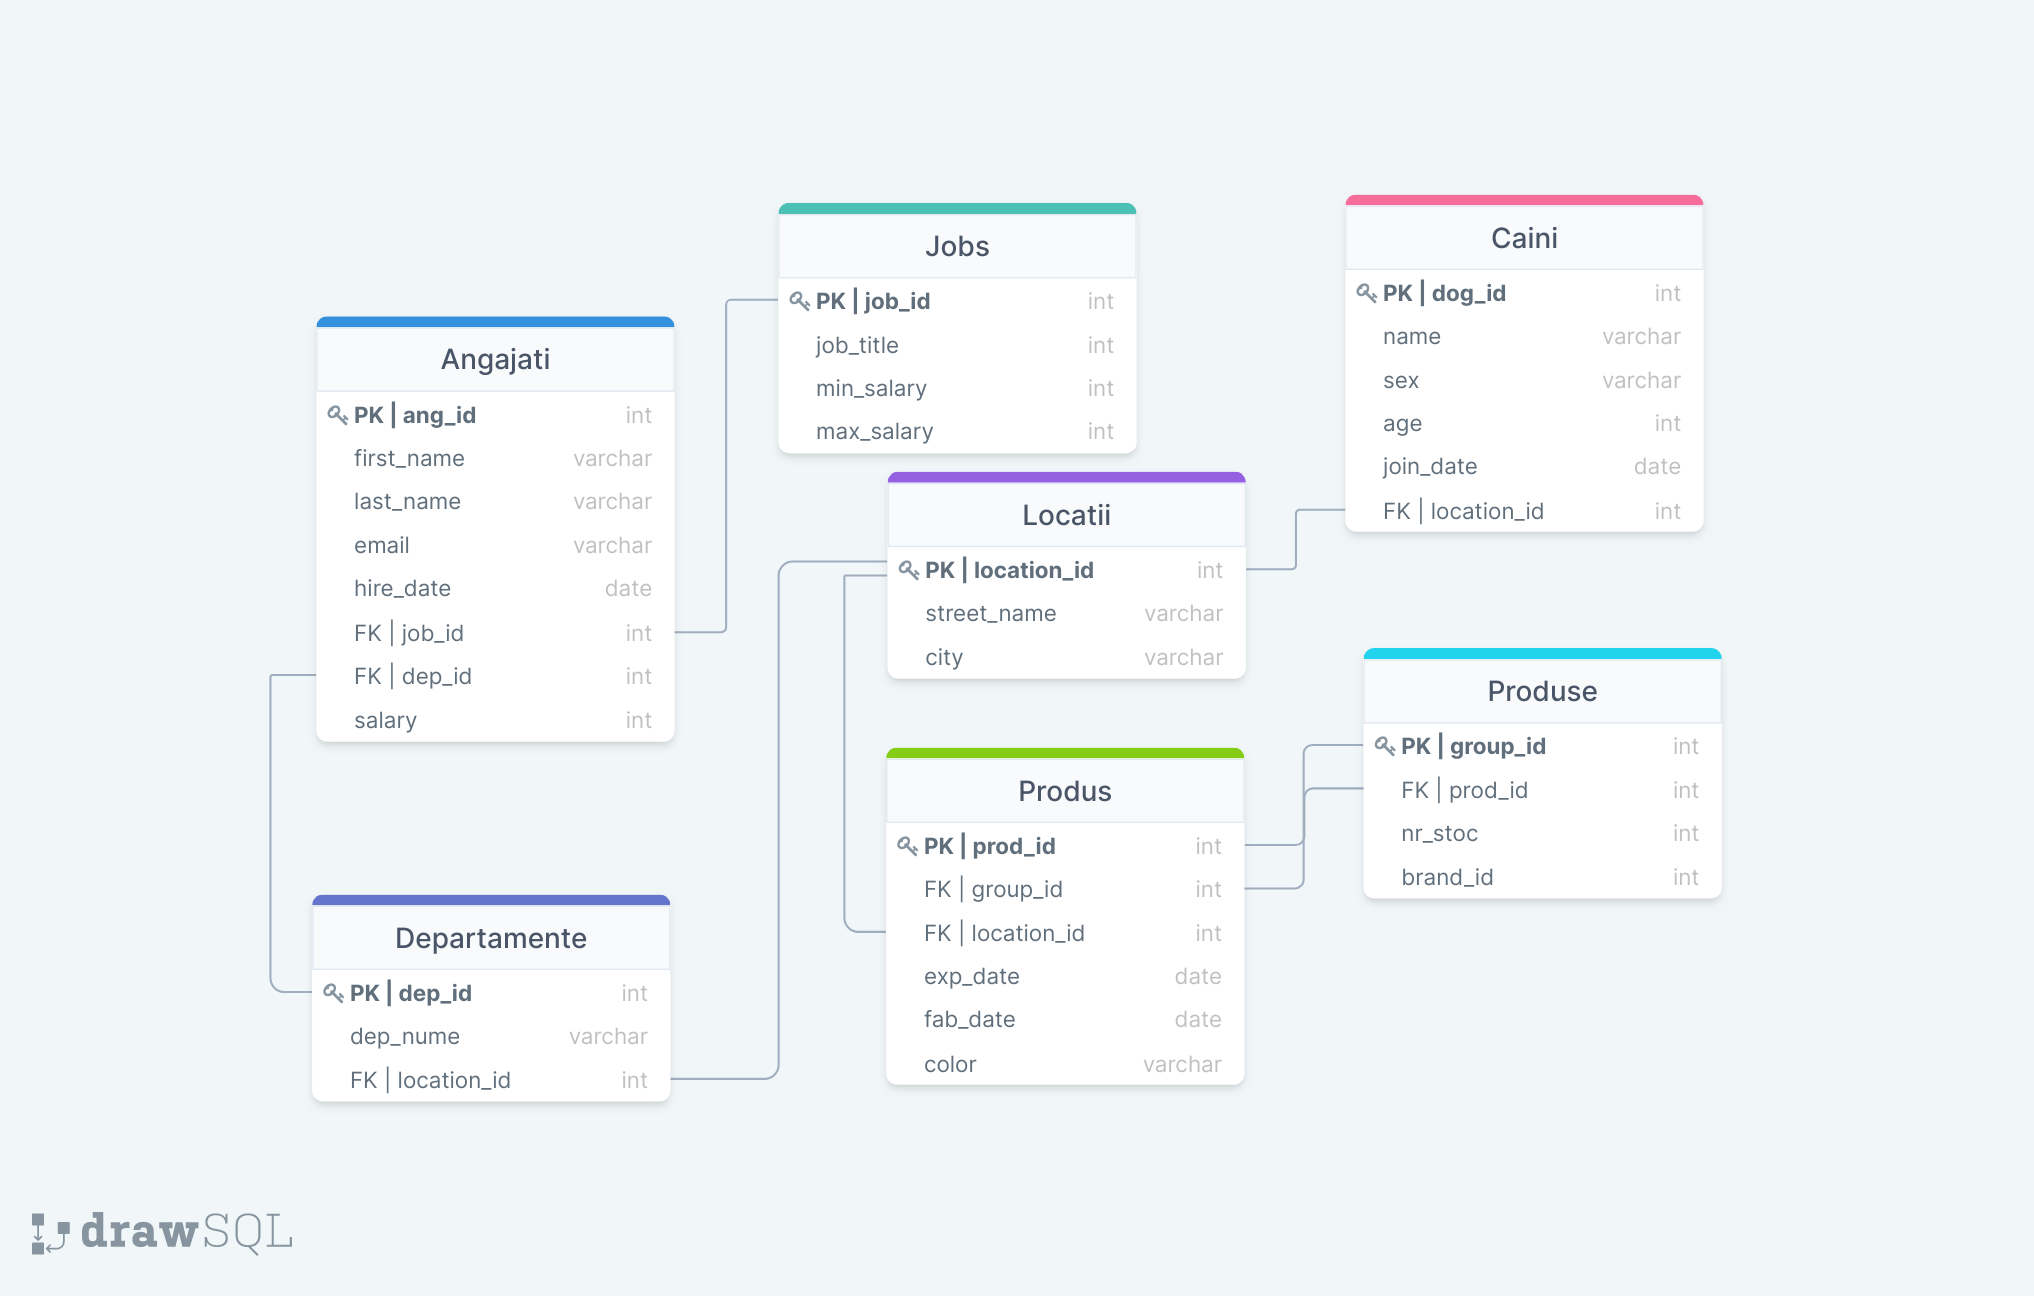 Angajati
PK | ang_id int
first_name varchar
last_name varchar
email varchar
hire_date date
FK | job_id int
FK | dep_id int
salary int
Jobs
PK | job_id int
job_title int
min_salary int
max_salary int
Caini
PK | dog_id int
name varchar
sex varchar
age int
join_date date
FK | location_id int
Locatii
PK | location_id int
street_name varchar
city varchar
Produse
PK | group_id int
FK | prod_id int
nr_stoc int
brand_id int
Produs
PK | prod_id int
FK | group_id int
FK | location_id int
exp_date date
fab_date date
color varchar
Departamente
PK | dep_id int
dep_nume varchar
FK | location_id int
drawSQL